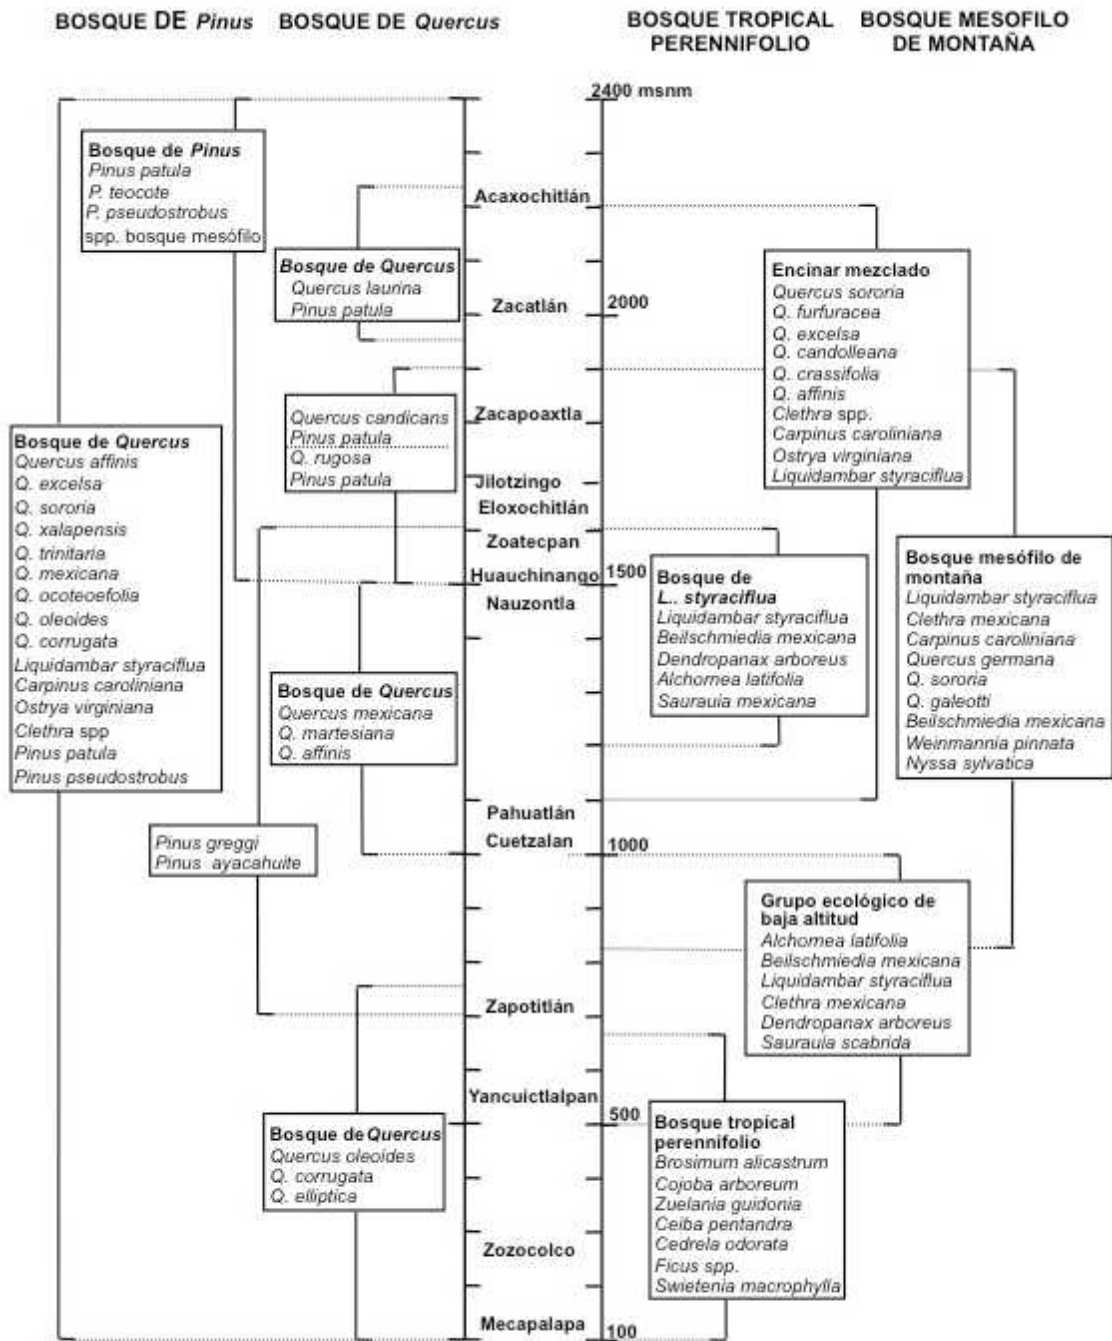 BOSQUE DE Pinus
BOSQUE DE Quercus
BOSQUE TROPICAL
PERENNIFOLIO
BOSQUE MESOFILO
DE MONTAÑA
Bosque de Pinus
Pinus patula
P. teocote
P. pseudostrobus
spp. bosque mesófilo
Bosque de Quercus
Quercus affinis
Q. excelsa
Q. sororia
Q. xalapensis
Q. trinitaria
Q. mexicana
Q. ocoteoefolia
Q. oleoides
Q. corrugata
Liquidambar styraciflua
Carpinus caroliniana
Ostrya virginiana
Clethra spp
Pinus patula
Pinus pseudostrobus
Pinus greggi
Pinus ayacahuite
Bosque de Quercus
Quercus laurina
Pinus patula
Quercus candicans
Pinus patula
Q. rugosa
Pinus patula
Bosque de Quercus
Quercus mexicana
Q. martesiana
Q. affinis
Bosque de Quercus
Quercus oleoides
Q. corrugata
Q. elliptica
Acaxochitlán
Zacatlán
Zacapoaxtla
Jilotzingo
Eloxochitlán
Zoatecpan
Huauchinango
Nauzontla
Pahuatlán
Cuetzalan
Zapotitlán
Yancuictlalpan
Zozocolco
Mecapalapa
2400 msnm
2000
1500
1000
500
100
Bosque de
L.. styraciflua
Liquidambar styraciflua
Beilschmiedia mexicana
Dendropanax arboreus
Alchornea latifolia
Saurauia mexicana
Bosque tropical
perennifolio
Brosimum alicastrum
Cojoba arboreum
Zuelania guidonia
Ceiba pentandra
Cedrela odorata
Ficus spp.
Swietenia macrophylla
Encinar mezclado
Quercus sororia
Q. furfuracea
Q. excelsa
Q. candolleana
Q. crassifolia
Q. affinis
Clethra spp.
Carpinus caroliniana
Ostrya virginiana
Liquidambar styraciflua
Bosque mesófilo de
montaña
Liquidambar styraciflua
Clethra mexicana
Carpinus caroliniana
Quercus germana
Q. sororia
Q. galeotti
Beilschmiedia mexicana
Weinmannia pinnata
Nyssa sylvatica
Grupo ecológico de
baja altitud
Alchornea latifolia
Beilschmiedia mexicana
Liquidambar styraciflua
Clethra mexicana
Dendropanax arboreus
Saurauia scabrida